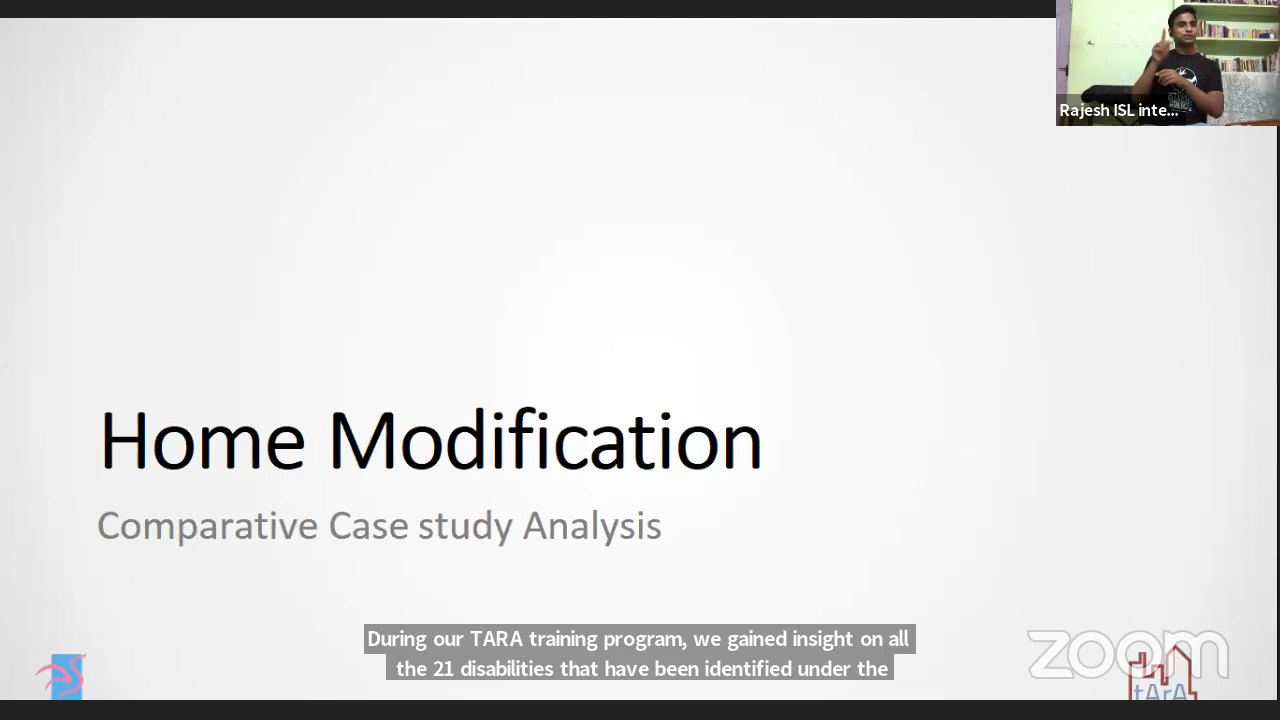 Rajesh ISL inte...
Home Modification
Comparative Case study Analysis
During our TARA training program, we gained insight on all
the 21 disabilities that have been identified under the
zoom
tArA